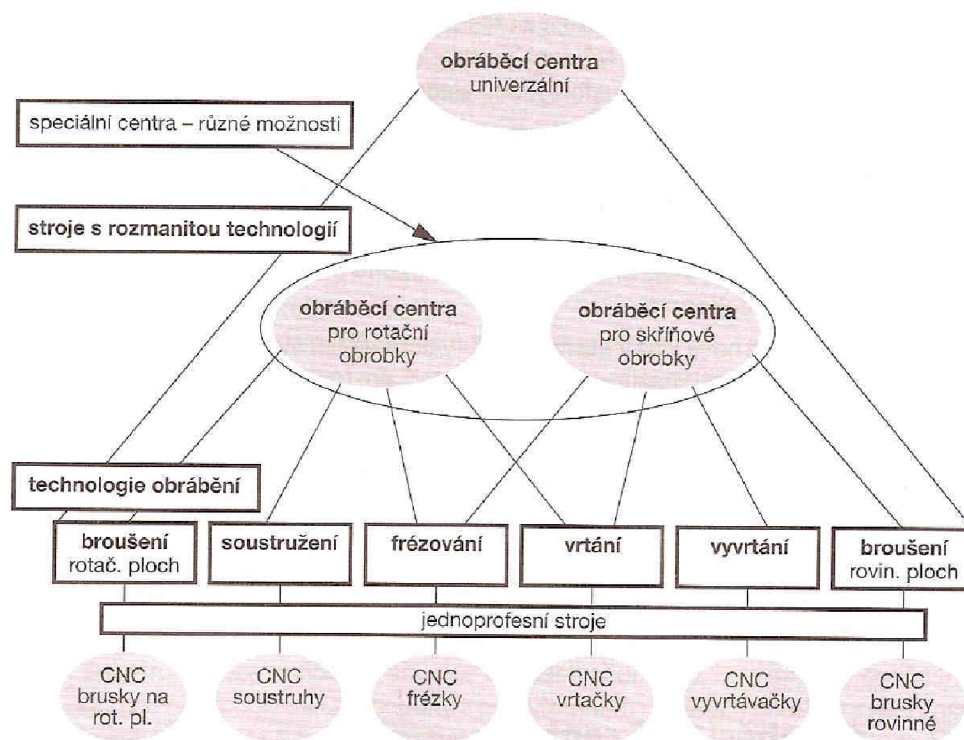 obráběcí centra
univerzální
speciální centra – různé možnosti
stroje s rozmanitou technologií
obráběcí centra
pro rotační
obrobky
obráběcí centra
pro skříňové
obrobky
technologie obrábění
broušení
rotač. ploch
soustružení
frézování
vrtání
vyvrtání
broušení
rovin. ploch
jednoprofesní stroje
CNC
brusky na
rot. pl.
CNC
soustruhy
CNC
frézky
CNC
vrtačky
CNC
vyvrtávačky
CNC
brusky
rovinné